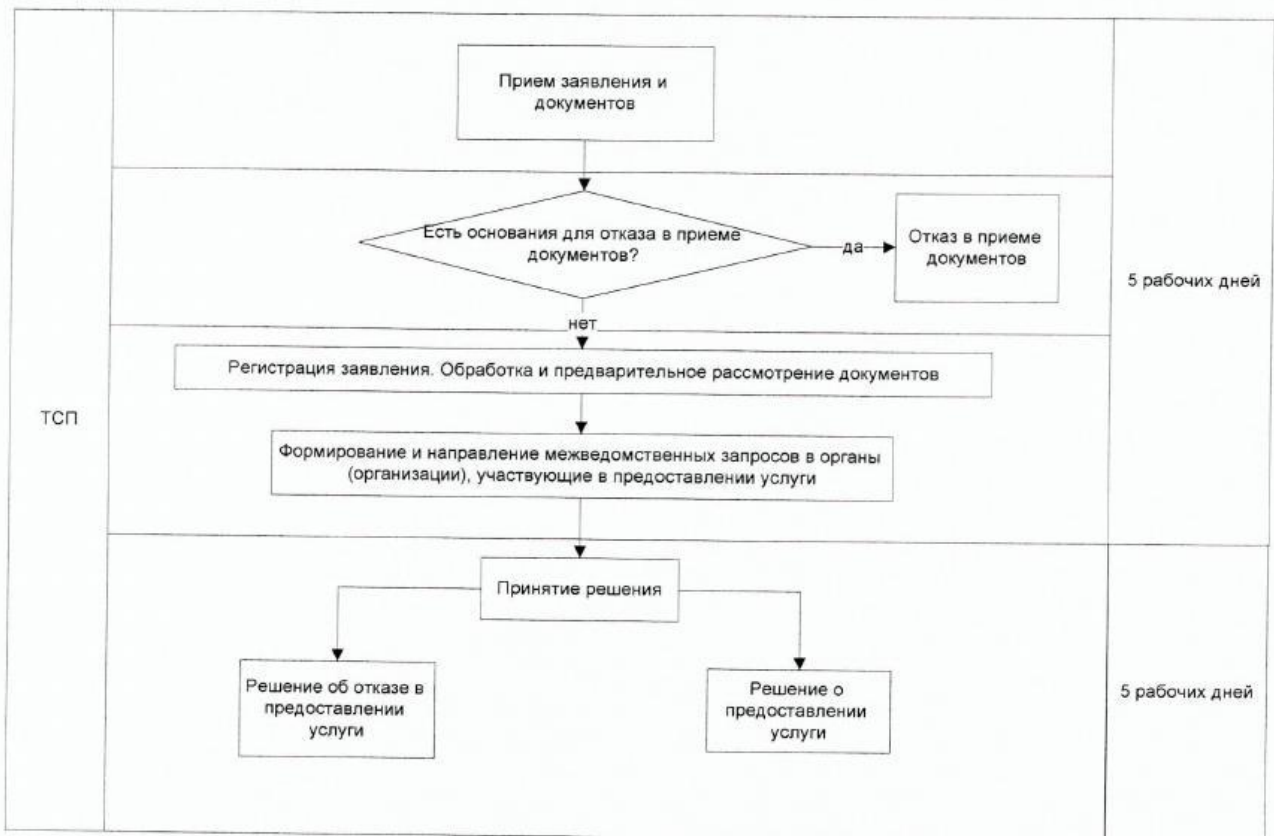 Прием заявления и
документов
Есть основания для отказа в приеме
документов?
да
Отказ в приеме
документов
5 рабочих дней
нет
Регистрация заявления. Обработка и предварительное рассмотрение документов
ТСП
Формирование и направление межведомственных запросов в органы
(организации), участвующие в предоставлении услуги
Принятие решения
Решение об отказе в
предоставлении
услуги
Решение о
предоставлении
услуги
5 рабочих дней